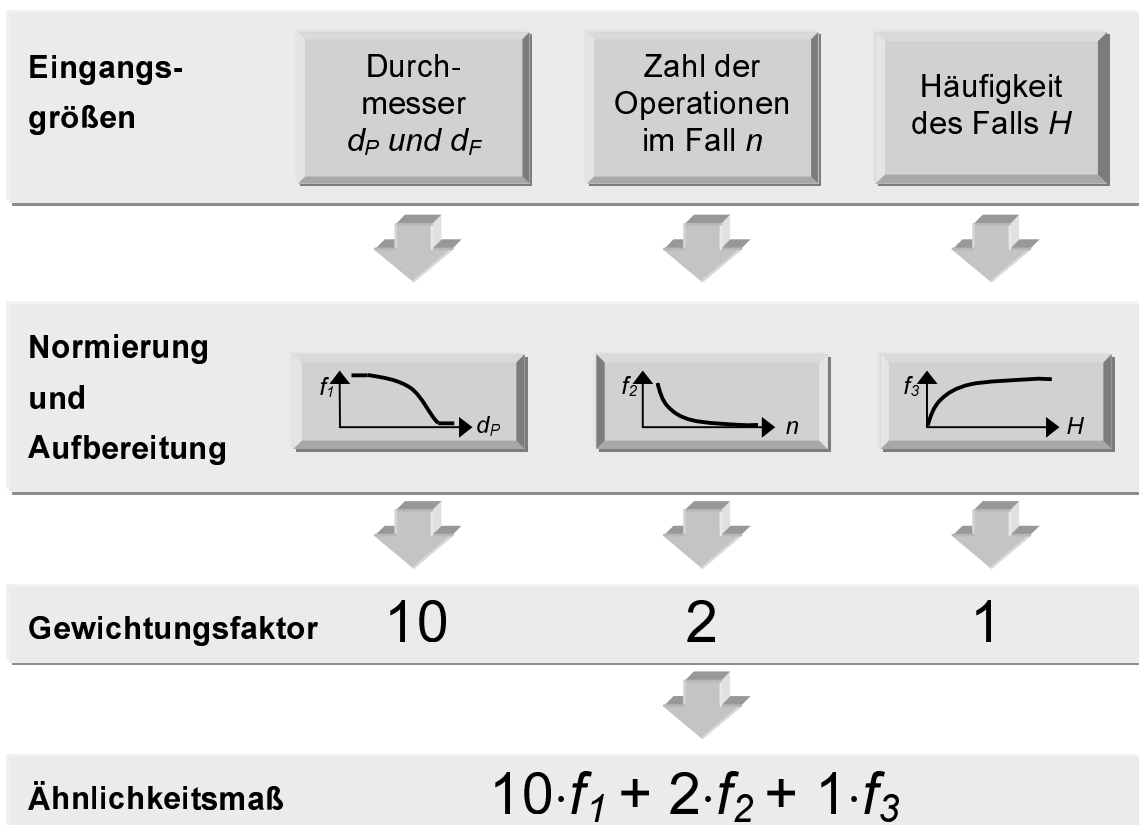 Eingangs-
größen
Durch-
messer
dP und dF
Zahl der
Operationen
im Fall n
Häufigkeit
des Falls H
Normierung
und
Aufbereitung
f1
dP
f2
n
f3
H
Gewichtungsfaktor
10
2
1
Ähnlichkeitsmaß
10·f1 + 2·f2 + 1·f3